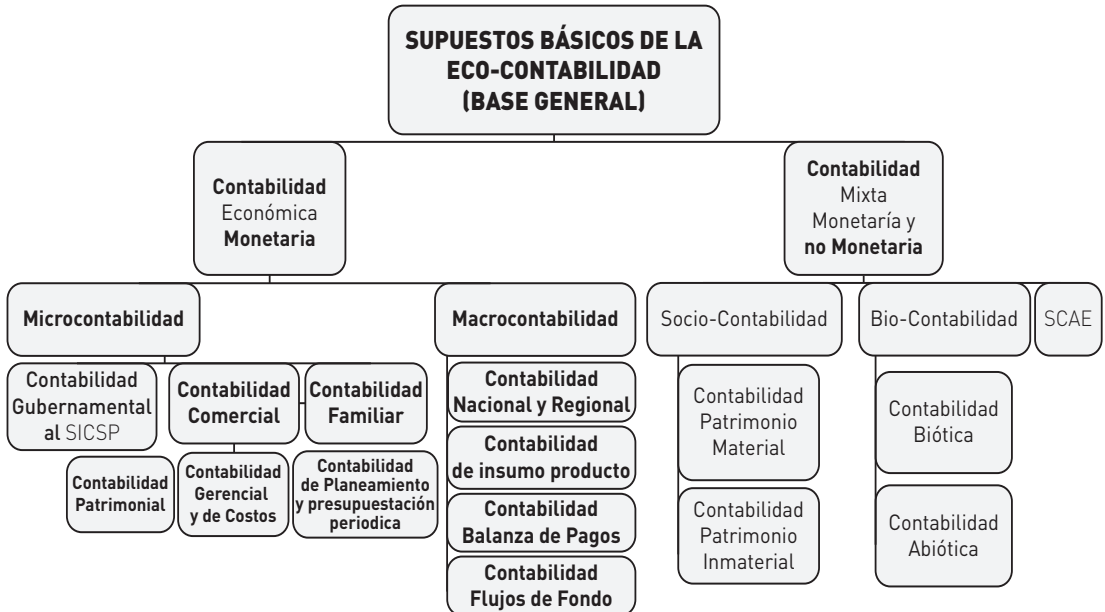 SUPUESTOS BÁSICOS DE LA
ECO-CONTABILIDAD
(BASE GENERAL)
Contabilidad
Económica
Monetaria
Contabilidad
Mixta
Monetaría y
no Monetaria
Microcontabilidad
Macrocontabilidad
Socio-Contabilidad
Bio-Contabilidad
SCAE
Contabilidad
Gubernamental
al SICSP
Contabilidad
Comercial
Contabilidad
Familiar
Contabilidad
Patrimonial
Contabilidad
Gerencial
y de Costos
Contabilidad
de Planeamiento
y presupuestación
periodica
Contabilidad
Nacional y Regional
Contabilidad
de insumo producto
Contabilidad
Balanza de Pagos
Contabilidad
Flujos de Fondo
Contabilidad
Patrimonio
Material
Contabilidad
Patrimonio
Inmaterial
Contabilidad
Biótica
Contabilidad
Abiótica